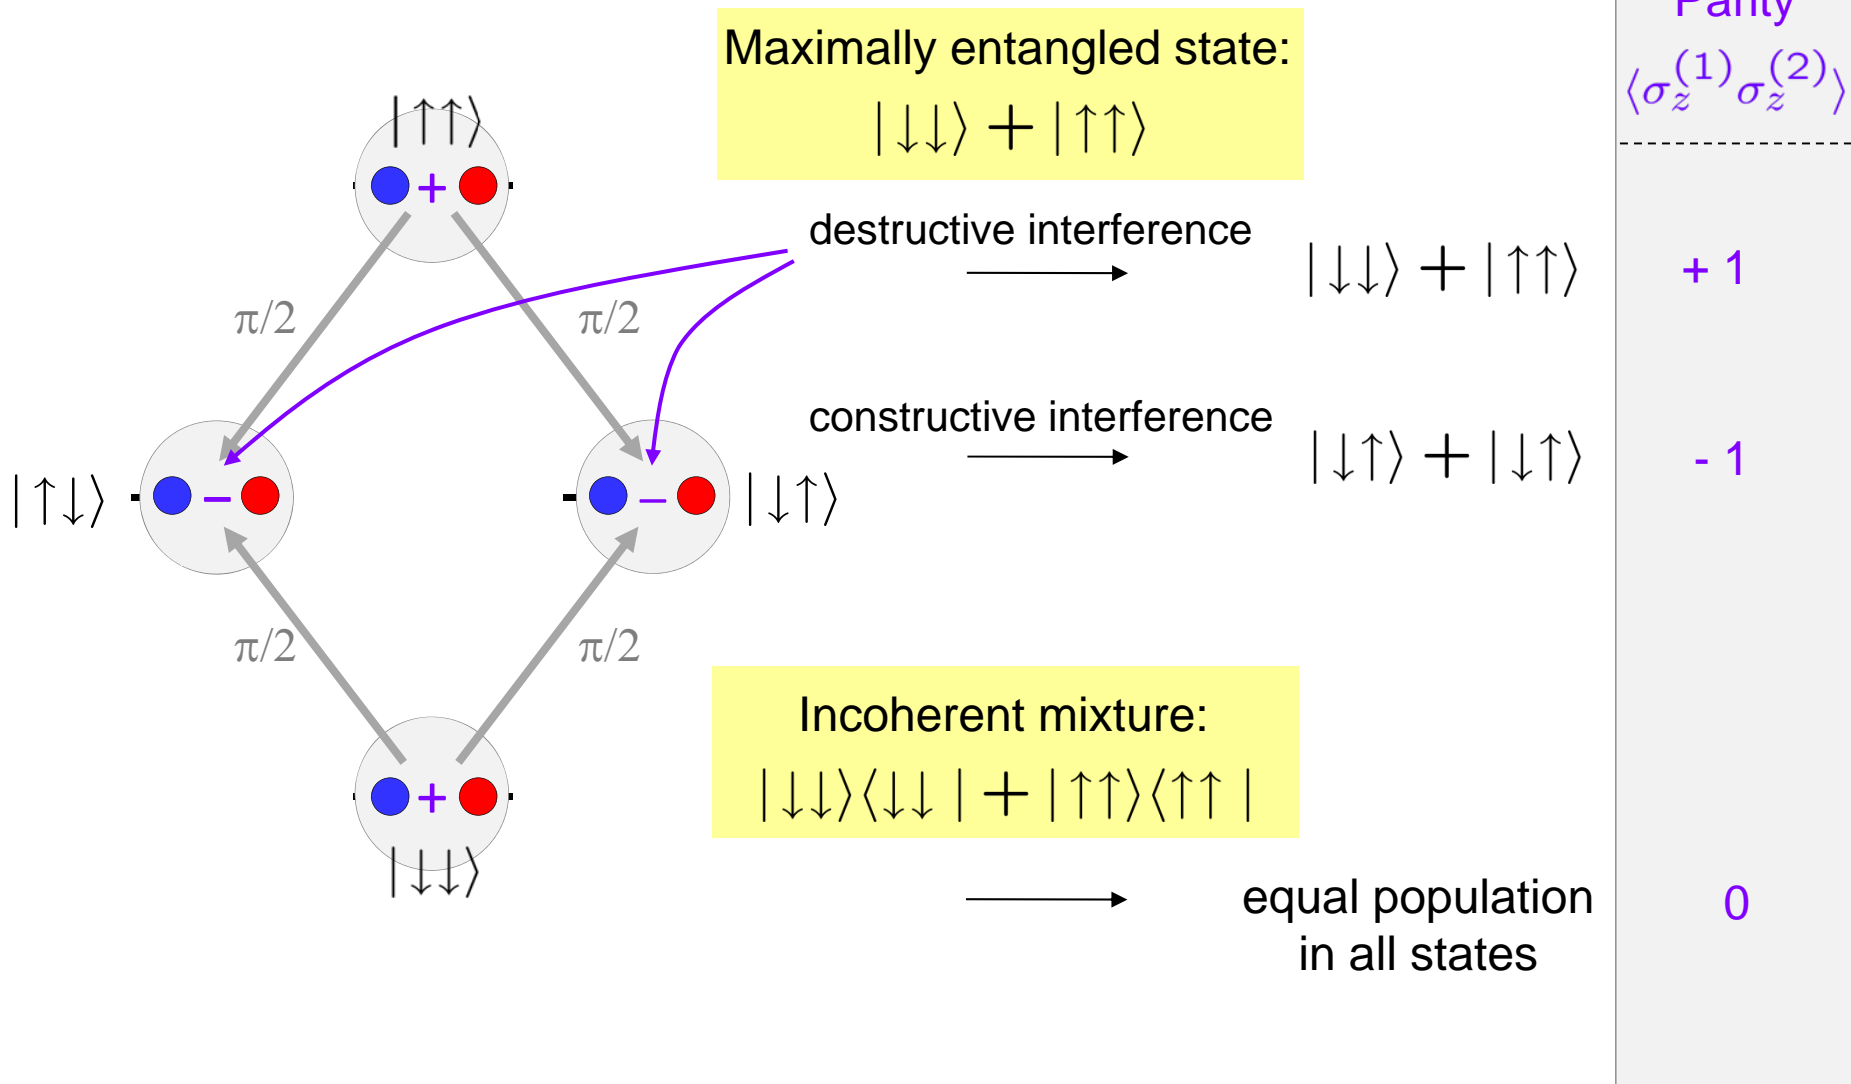 Parity
⟨σ_z^(1) σ_z^(2)⟩
Maximally entangled state:
|↓↓⟩ + |↑↑⟩
|↑↑⟩
+
destructive interference
|↓↓⟩ + |↑↑⟩
+ 1
π/2
π/2
constructive interference
|↓↑⟩ + |↓↑⟩
- 1
|↑↓⟩
–
–
|↓↑⟩
π/2
π/2
Incoherent mixture:
|↓↓⟩⟨↓↓| + |↑↑⟩⟨↑↑|
+
|↓↓⟩
equal population
in all states
0